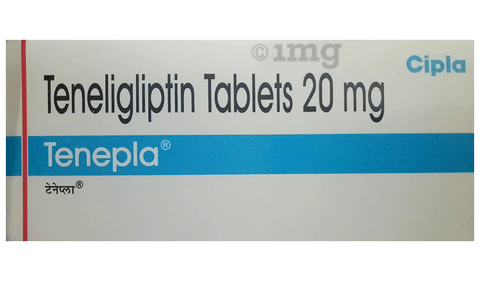 ©1mg
Cipla
Teneligliptin Tablets 20 mg
Tenepla®
टेनेप्ला®